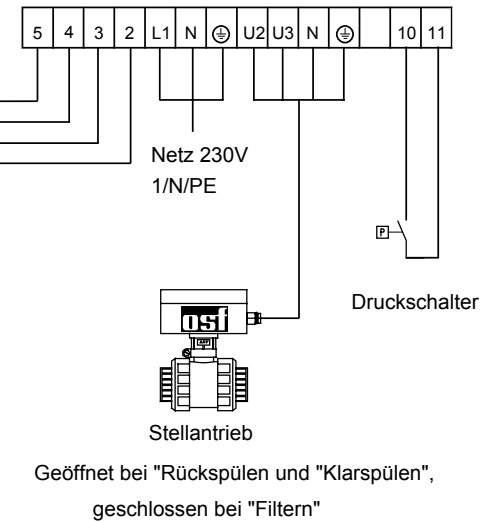 5 4 3 2 L1 N U2 U3 N 10 11
Netz 230V
1/N/PE
P
Druckschalter
osf
Stellantrieb
Geöffnet bei "Rückspülen und "Klarspülen",
geschlossen bei "Filtern"